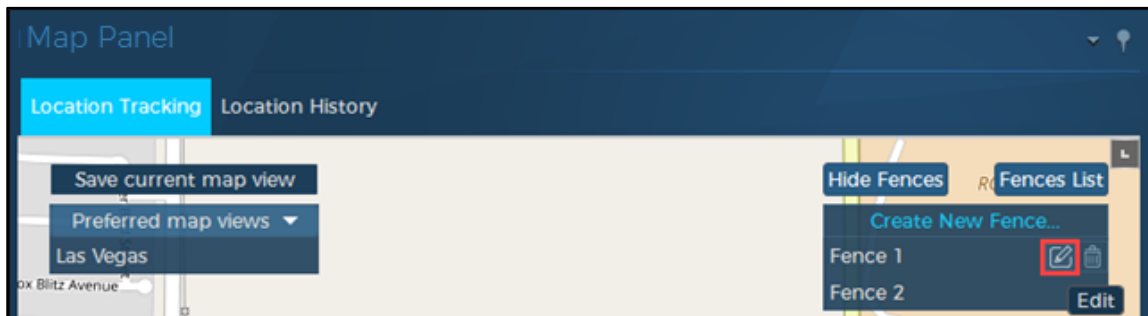 Map Panel
Location Tracking Location History
Save current map view
Hide Fences
Fences List
Preferred map views
Create New Fence...
Las Vegas
Fence 1
Blitz Avenue
Fence 2
Edit